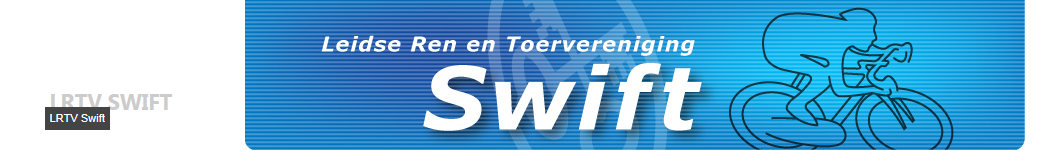 Leidse Ren en Toervereniging
Swift
LRTV SWIFT
LRTV Swift